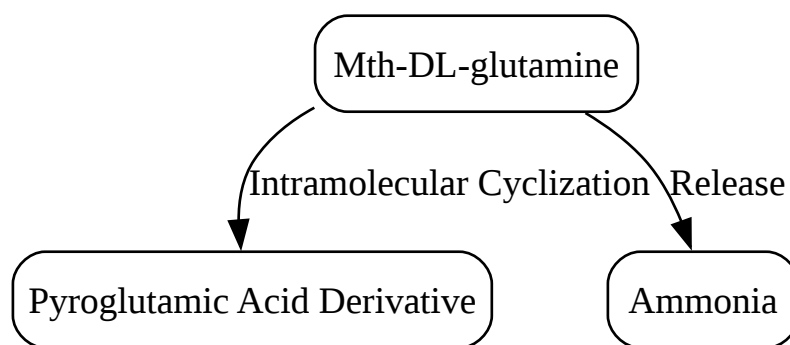 Mth-DL-glutamine
Intramolecular Cyclization
Release
Pyroglutamic Acid Derivative
Ammonia